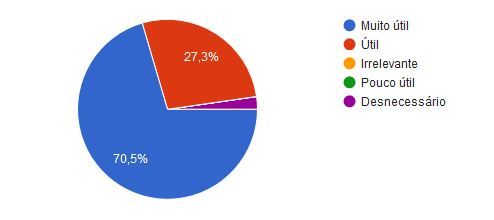 27,3%
70,5%
Muito útil
Útil
Irrelevante
Pouco útil
Desnecessário